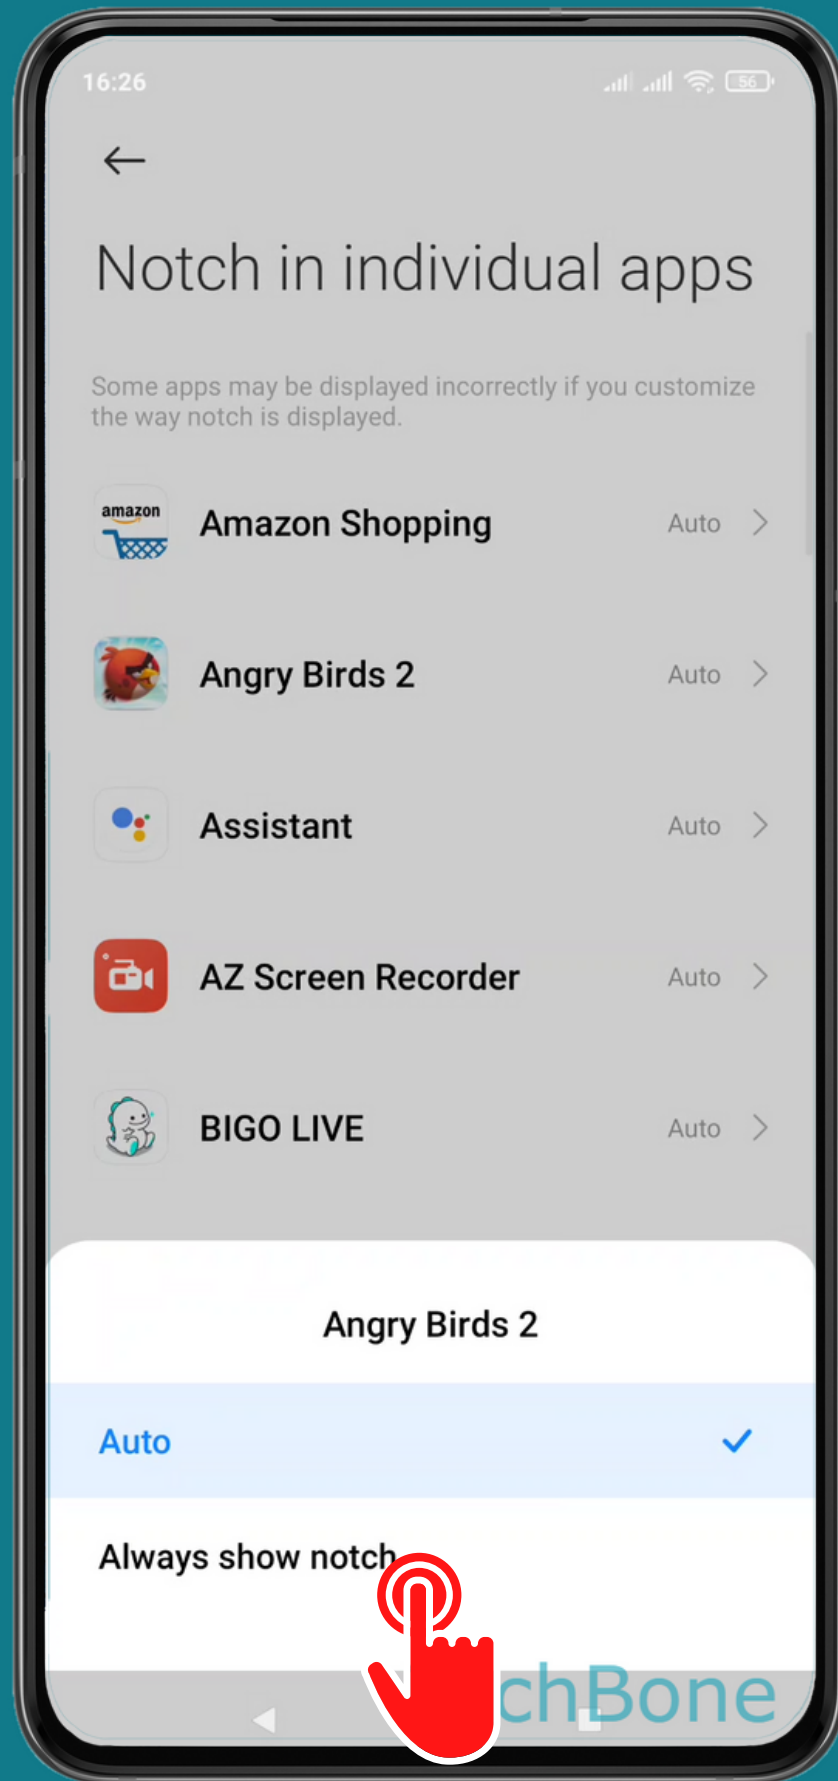 16:26
56
Notch in individual apps
Some apps may be displayed incorrectly if you customize
the way notch is displayed.
amazon
Amazon Shopping
Auto
Angry Birds 2
Auto
Assistant
Auto
AZ Screen Recorder
Auto
BIGO LIVE
Auto
Angry Birds 2
Auto
Always show notch
chBone